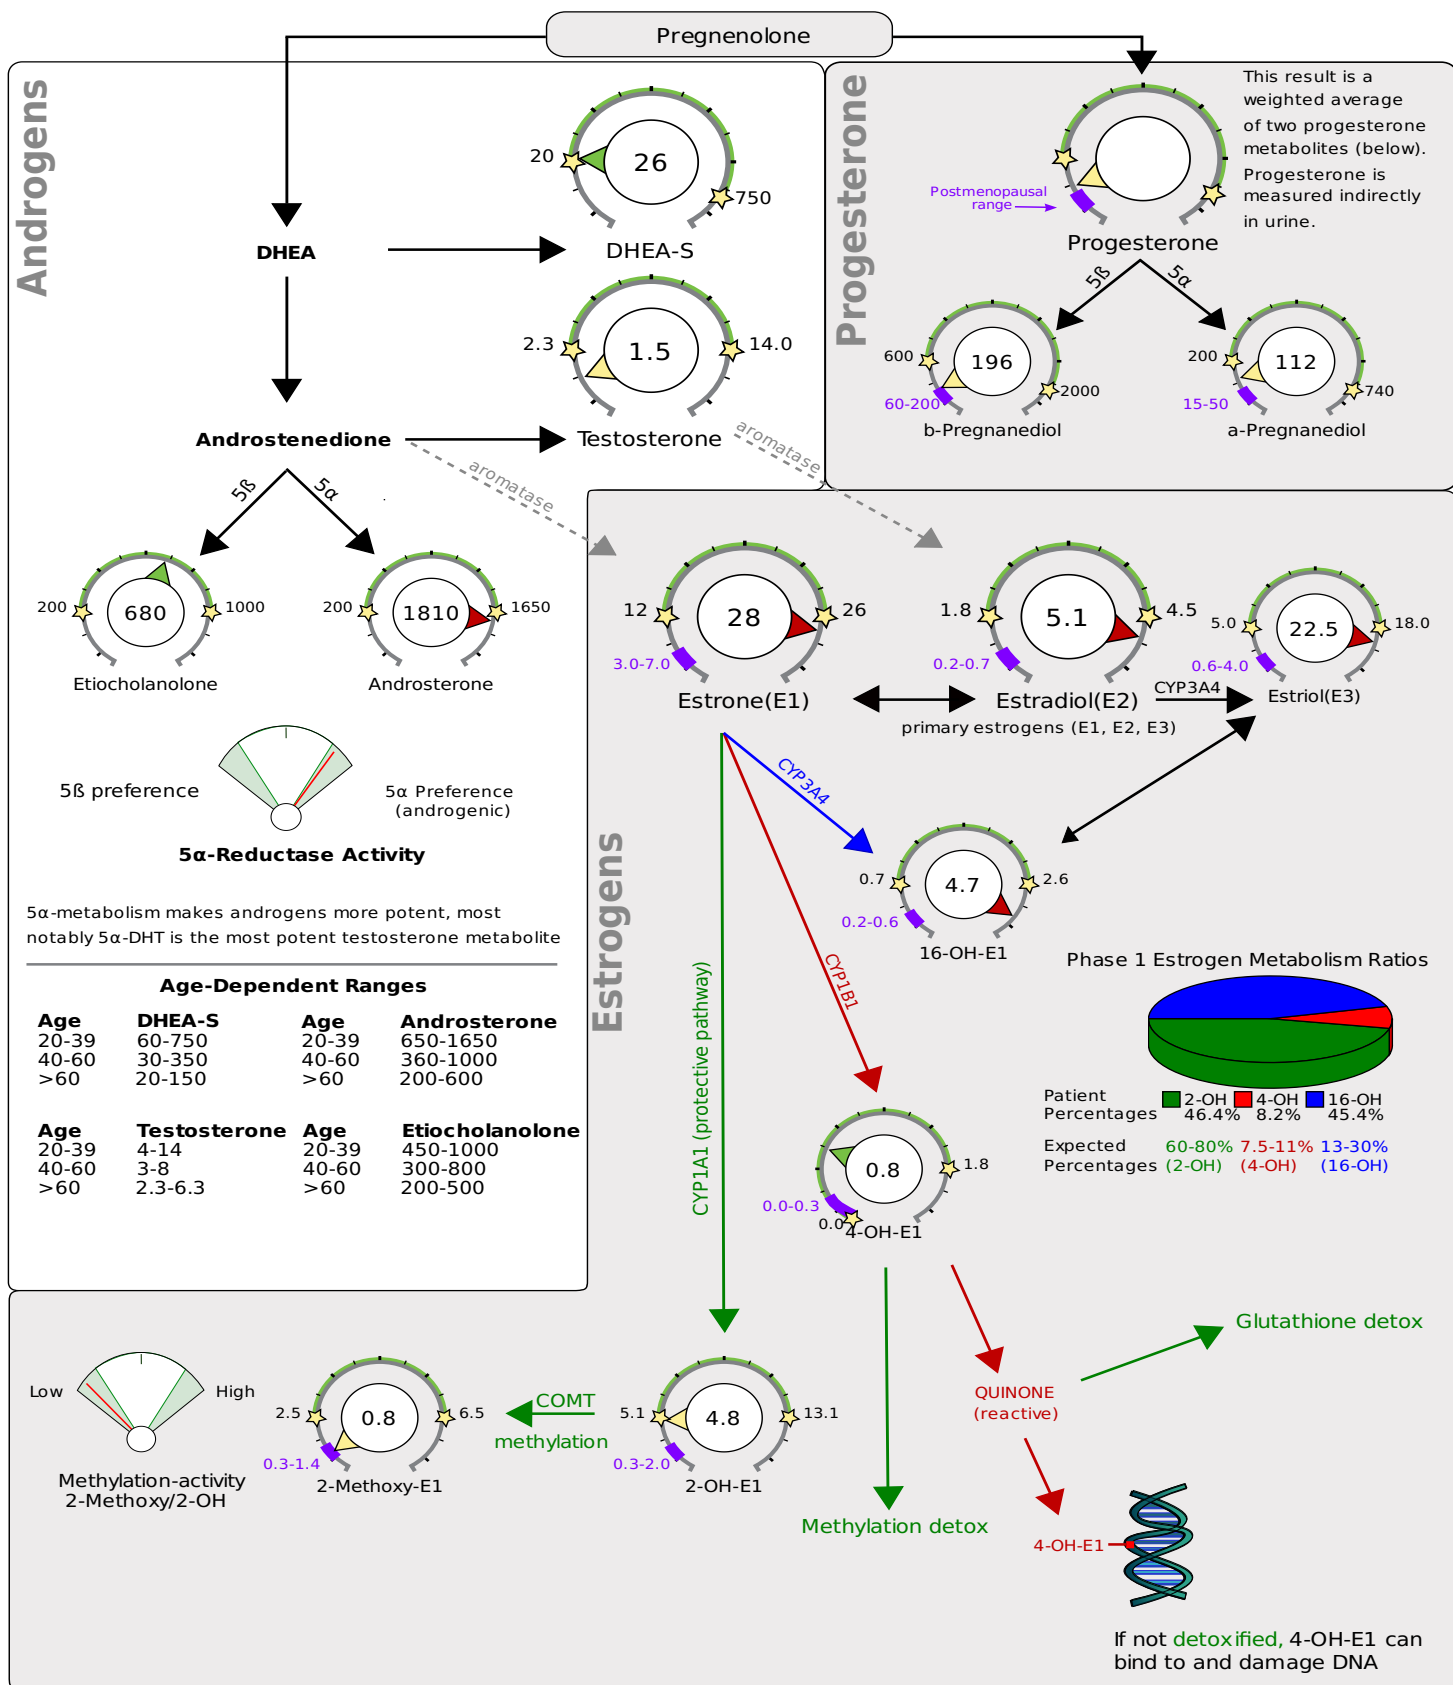 Pregnenolone
Androgens
20
26
750
DHEA-S
DHEA
2.3
1.5
14.0
Testosterone
Androstenedione
aromatase
aromatase
5ß
5α
200
680
1000
Etiocholanolone
200
1810
1650
Androsterone
5ß preference
5α Preference
(androgenic)
5α-Reductase Activity
5α-metabolism makes androgens more potent, most
notably 5α-DHT is the most potent testosterone metabolite
Age-Dependent Ranges
Age DHEA-S Age Androsterone
20-39 60-750 20-39 650-1650
40-60 30-350 40-60 360-1000
>60 20-150 >60 200-600
Age Testosterone Age Etiocholanolone
20-39 4-14 20-39 450-1000
40-60 3-8 40-60 300-800
>60 2.3-6.3 >60 200-500
Progesterone
This result is a
weighted average
of two progesterone
metabolites (below).
Progesterone is
measured indirectly
in urine.
Postmenopausal
range
Progesterone
5ß
5α
600
196
2000
60-200
b-Pregnanediol
200
112
740
15-50
a-Pregnanediol
Estrogens
12
28
26
3.0-7.0
Estrone(E1)
1.8
5.1
4.5
0.2-0.7
Estradiol(E2)
CYP3A4
5.0
22.5
18.0
0.6-4.0
Estriol(E3)
primary estrogens (E1, E2, E3)
CYP3A4
0.7
4.7
2.6
0.2-0.6
16-OH-E1
CYP1B1
CYP1A1 (protective pathway)
Phase 1 Estrogen Metabolism Ratios
Patient
Percentages
2-OH 4-OH 16-OH
46.4% 8.2% 45.4%
Expected
Percentages
60-80% 7.5-11% 13-30%
(2-OH) (4-OH) (16-OH)
0.8
1.8
0.0-0.3
0.0
4-OH-E1
Low
High
Methylation-activity
2-Methoxy/2-OH
2.5
0.8
6.5
0.3-1.4
2-Methoxy-E1
COMT
methylation
5.1
4.8
13.1
0.3-2.0
2-OH-E1
Methylation detox
Glutathione detox
QUINONE
(reactive)
4-OH-E1
If not detoxified, 4-OH-E1 can
bind to and damage DNA